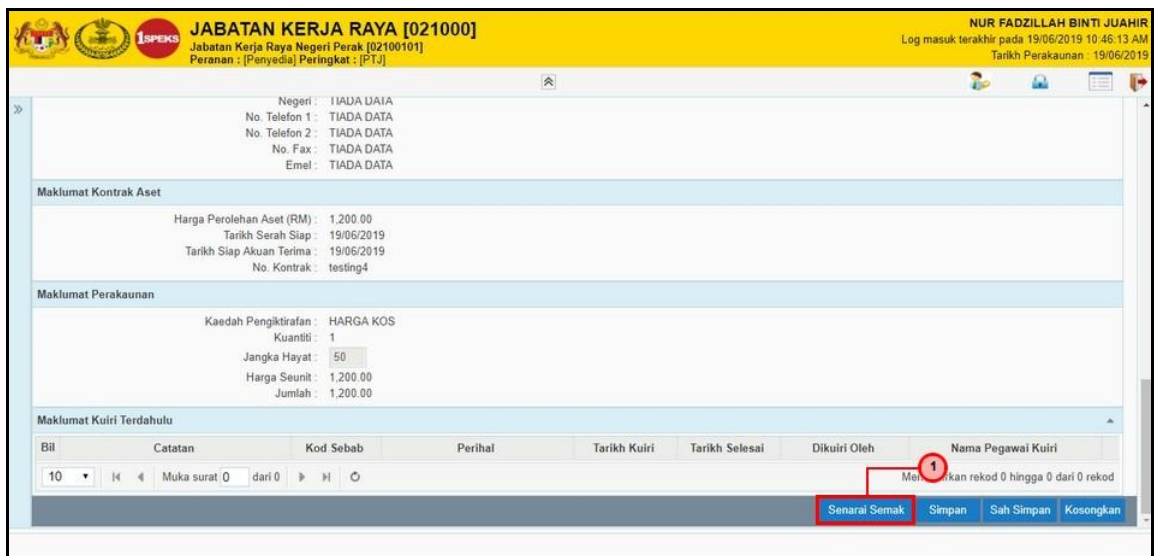 1SPEKS
JABATAN KERJA RAYA [021000]
Jabatan Kerja Raya Negeri Perak [02100101]
Peranan : [Penyedia] Peringkat : [PTJ]
NUR FADZILLAH BINTI JUAHIR
Log masuk terakhir pada 19/06/2019 10:46:13 AM
Tarikh Perakaunan : 19/06/2019
Negeri : TIADA DATA
No. Telefon 1 : TIADA DATA
No. Telefon 2 : TIADA DATA
No. Fax : TIADA DATA
Emel : TIADA DATA
Maklumat Kontrak Aset
Harga Perolehan Aset (RM) : 1,200.00
Tarikh Serah Siap : 19/06/2019
Tarikh Siap Akuan Terima : 19/06/2019
No. Kontrak : testing4
Maklumat Perakaunan
Kaedah Pengiktirafan : HARGA KOS
Kuantiti : 1
Jangka Hayat : 50
Harga Seunit : 1,200.00
Jumlah : 1,200.00
Maklumat Kuiri Terdahulu
Bil Catatan Kod Sebab Perihal Tarikh Kuiri Tarikh Selesai Dikuiri Oleh Nama Pegawai Kuiri
10 Muka surat 0 dari 0 rekod 0 hingga 0 dari 0 rekod
1
Senarai Semak Simpan Sah Simpan Kosongkan